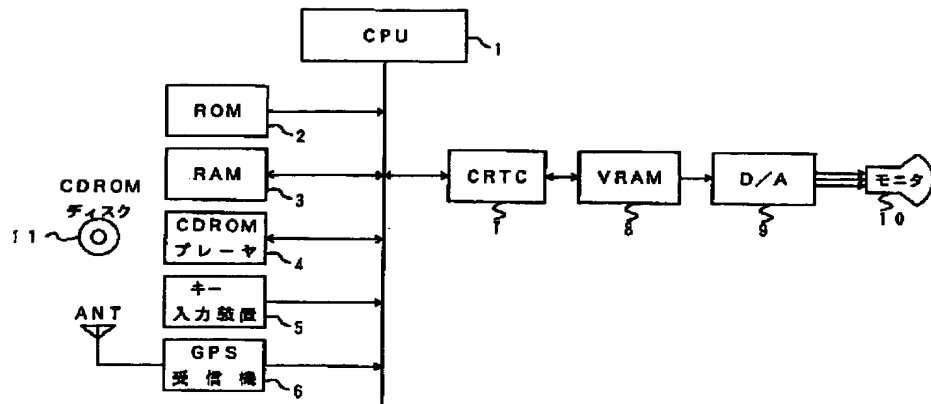 CPU
1
ROM
2
RAM
3
CDROM
ディスク
11
CDROM
プレーヤ
4
キー
入力装置
5
ANT
GPS
受信機
6
CRTC
7
VRAM
8
D/A
9
モニタ
10